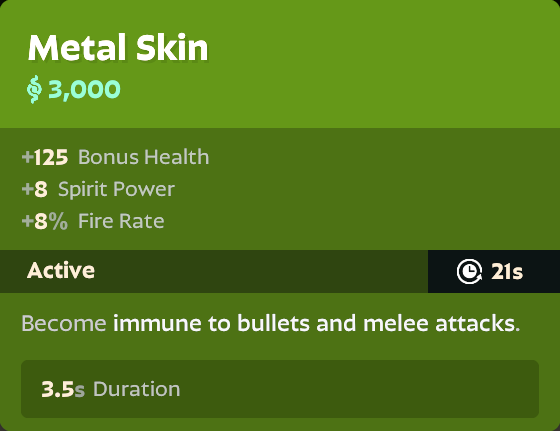 Metal Skin
3,000
+125 Bonus Health
+8 Spirit Power
+8% Fire Rate
Active 21s
Become immune to bullets and melee attacks.
3.5s Duration